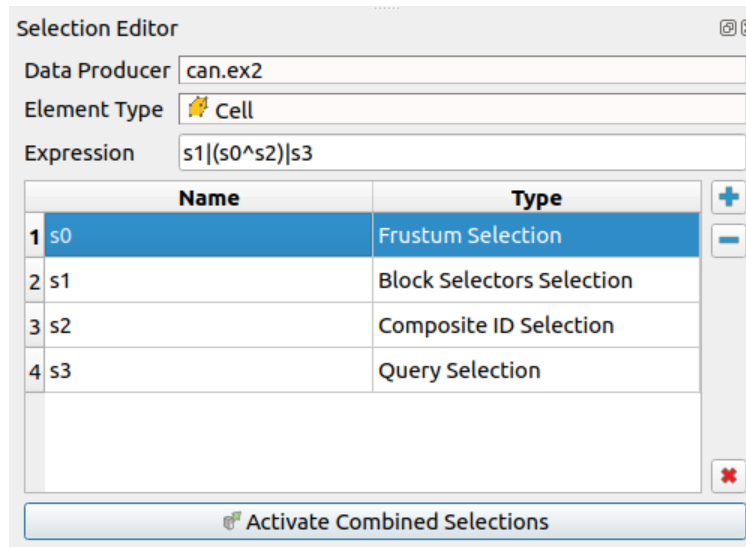 Selection Editor
Data Producer can.ex2
Element Type Cell
Expression s1|(s0^s2)|s3
Name Type
1 s0 Frustum Selection
2 s1 Block Selectors Selection
3 s2 Composite ID Selection
4 s3 Query Selection
Activate Combined Selections